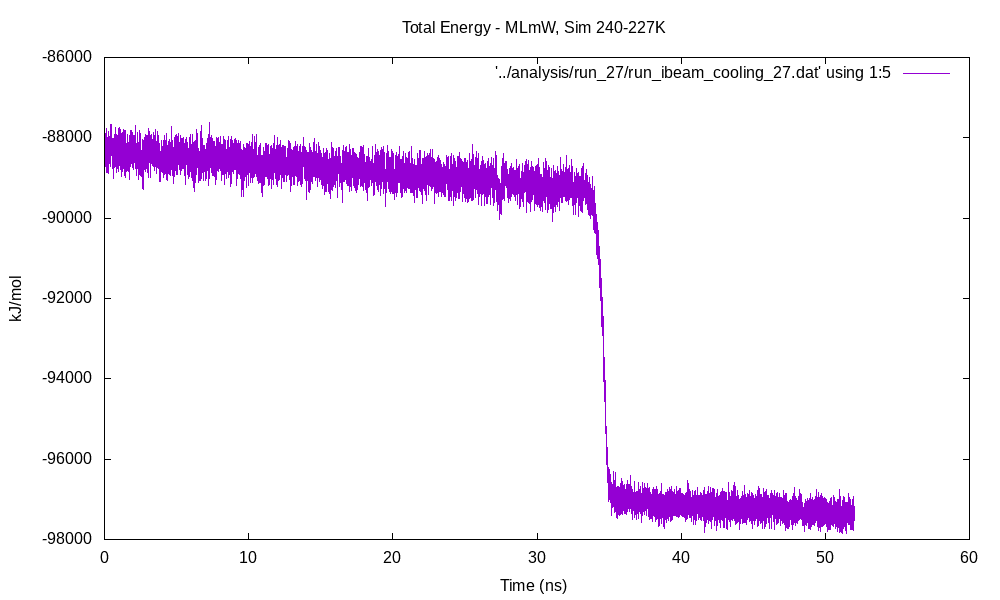 Total Energy - MLmW, Sim 240-227K
'../analysis/run_27/run_ibeam_cooling_27.dat' using 1:5
-86000
-88000
-90000
-92000
-94000
-96000
-98000
kJ/mol
0 10 20 30 40 50 60
Time (ns)